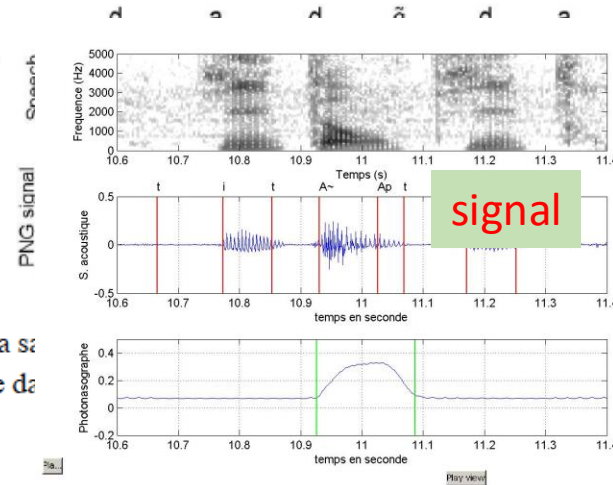 d a d ɑ̃ d a
Speech
Frequence (Hz)
5000
4000
3000
2000
1000
0
10.6 10.7 10.8 10.9 11 11.1 11.2 11.3 11.4
Temps (s)
t i t A~ Ap t
PNG signal
S. acoustique
0.5
0
-0.5
signal
10.6 10.7 10.8 10.9 11 11.1 11.2 11.3 11.4
temps en seconde
Photonasographe
0.4
0.2
0
-0.2
10.6 10.7 10.8 10.9 11 11.1 11.2 11.3 11.4
temps en seconde
Pla...
Play view